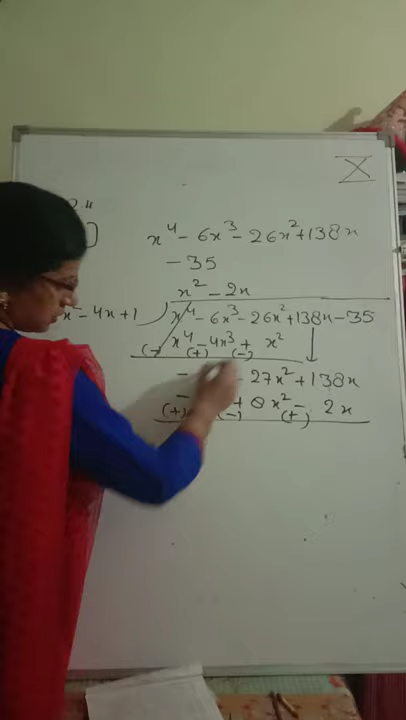 X
x⁴ - 6x³ - 26x² + 138x
- 35
x² - 2x
x² - 4x + 1 ) x⁴ - 6x³ - 26x² + 138x - 35
x⁴ - 4x³ + x²
(-) (+) (-)
- - 27x² + 138x
- + 8x² - 2x
(+) (-) (+)